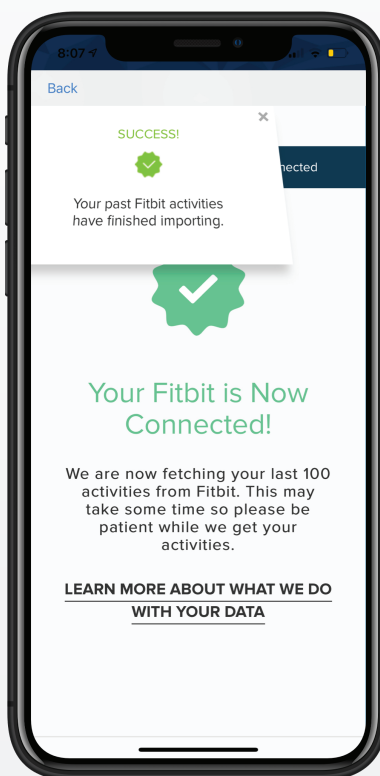 8:07
Back
SUCCESS!
Your past Fitbit activities
have finished importing.
nected
Your Fitbit is Now
Connected!
We are now fetching your last 100
activities from Fitbit. This may
take some time so please be
patient while we get your
activities.
LEARN MORE ABOUT WHAT WE DO
WITH YOUR DATA